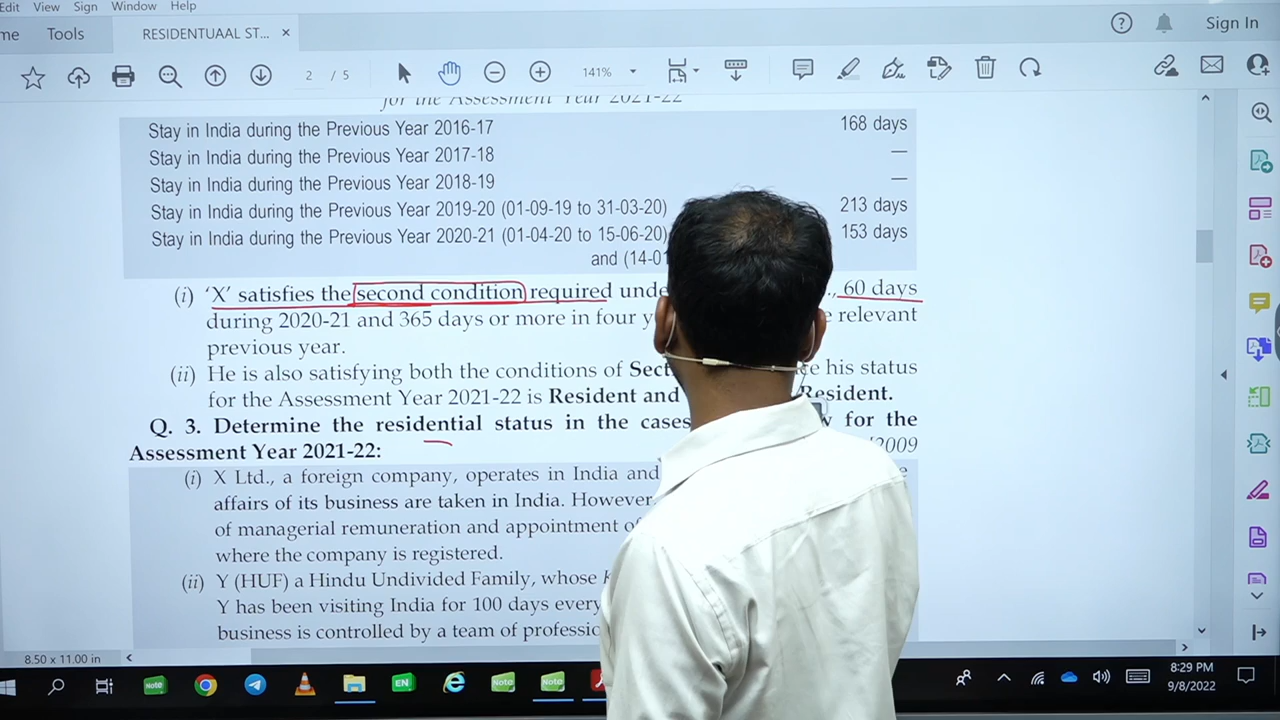 Edit View Sign Window Help
me Tools RESIDENTUAAL ST... × Sign In
2 / 5 141%
for the Assessment Year 2021-22
Stay in India during the Previous Year 2016-17 168 days
Stay in India during the Previous Year 2017-18 —
Stay in India during the Previous Year 2018-19 —
Stay in India during the Previous Year 2019-20 (01-09-19 to 31-03-20) 213 days
Stay in India during the Previous Year 2020-21 (01-04-20 to 15-06-20) 153 days
and (14-01
(i) 'X' satisfies the second condition required unde ., 60 days
during 2020-21 and 365 days or more in four y e relevant
previous year.
(ii) He is also satisfying both the conditions of Sect his status
for the Assessment Year 2021-22 is Resident and Resident.
Q. 3. Determine the residential status in the cases w for the
Assessment Year 2021-22: [2009
(i) X Ltd., a foreign company, operates in India and
affairs of its business are taken in India. However
of managerial remuneration and appointment of
where the company is registered.
(ii) Y (HUF) a Hindu Undivided Family, whose K
Y has been visiting India for 100 days every
business is controlled by a team of professio
8.50 x 11.00 in
Note EN Note Note
8:29 PM
9/8/2022